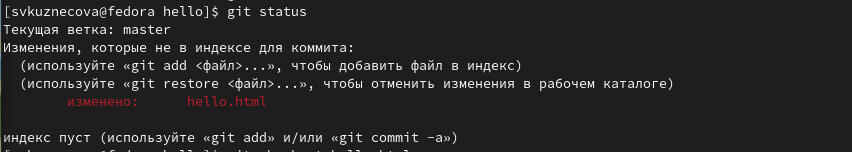 [svkuznecova@fedora hello]$ git status
Текущая ветка: master
Изменения, которые не в индексе для коммита:
  (используйте «git add <файл>...», чтобы добавить файл в индекс)
  (используйте «git restore <файл>...», чтобы отменить изменения в рабочем каталоге)
        изменено:      hello.html

индекс пуст (используйте «git add» и/или «git commit -a»)